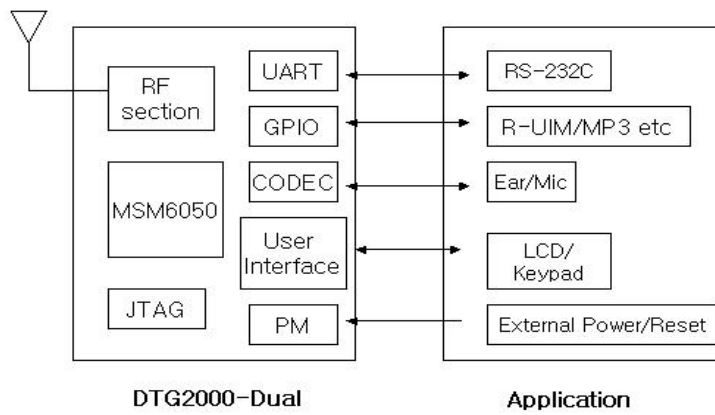 RF
section
MSM6050
JTAG
UART
GPIO
CODEC
User
Interface
PM
DTG2000-Dual
RS-232C
R-UIM/MP3 etc
Ear/Mic
LCD/
Keypad
External Power/Reset
Application